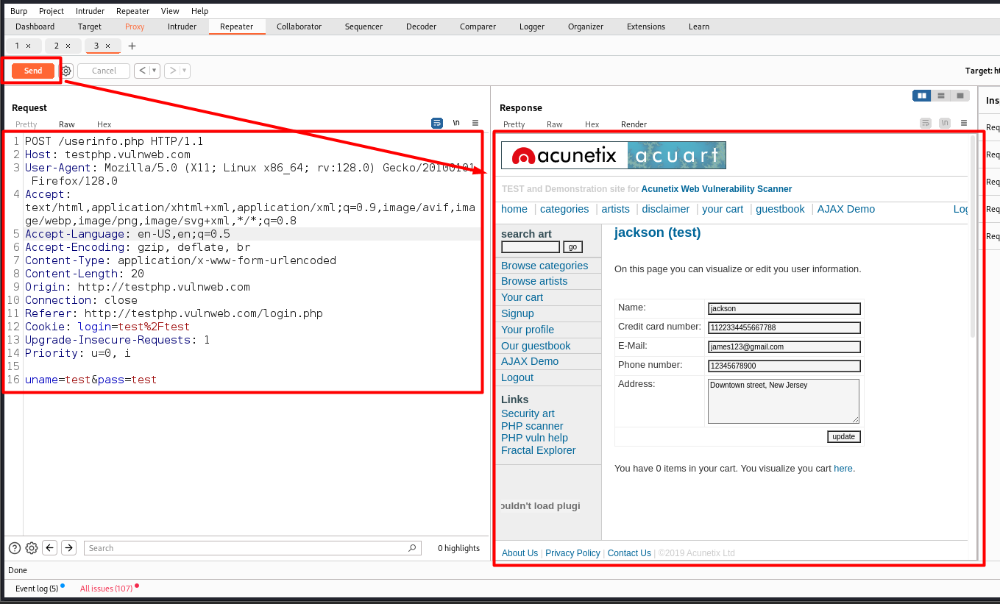 Burp Project Intruder Repeater View Help
Dashboard Target Proxy Intruder Repeater Collaborator Sequencer Decoder Comparer Logger Organizer Extensions Learn
1 × 2 × 3 × +
Send Cancel < > Target:
Request
Pretty Raw Hex \n
1 POST /userinfo.php HTTP/1.1
2 Host: testphp.vulnweb.com
3 User-Agent: Mozilla/5.0 (X11; Linux x86_64; rv:128.0) Gecko/20100101
Firefox/128.0
4 Accept:
text/html,application/xhtml+xml,application/xml;q=0.9,image/avif,ima
ge/webp,image/png,image/svg+xml,*/*;q=0.8
5 Accept-Language: en-US,en;q=0.5
6 Accept-Encoding: gzip, deflate, br
7 Content-Type: application/x-www-form-urlencoded
8 Content-Length: 20
9 Origin: http://testphp.vulnweb.com
10 Connection: close
11 Referer: http://testphp.vulnweb.com/login.php
12 Cookie: login=test%2Ftest
13 Upgrade-Insecure-Requests: 1
14 Priority: u=0, i
15
16 uname=test&pass=test
Search 0 highlights
Response
Pretty Raw Hex Render \n
acunetix acuart
TEST and Demonstration site for Acunetix Web Vulnerability Scanner
home | categories | artists | disclaimer | your cart | guestbook | AJAX Demo Log
search art
go
Browse categories
Browse artists
Your cart
Signup
Your profile
Our guestbook
AJAX Demo
Logout
Links
Security art
PHP scanner
PHP vuln help
Fractal Explorer
ouldn't load plugi
jackson (test)
On this page you can visualize or edit you user information.
Name: jackson
Credit card number: 1122334455667788
E-Mail: james123@gmail.com
Phone number: 12345678900
Address: Downtown street, New Jersey
update
You have 0 items in your cart. You visualize you cart here.
About Us | Privacy Policy | Contact Us | ©2019 Acunetix Ltd
Ins
Req
Req
Req
Req
Req
Done
Event log (5) All issues (107)